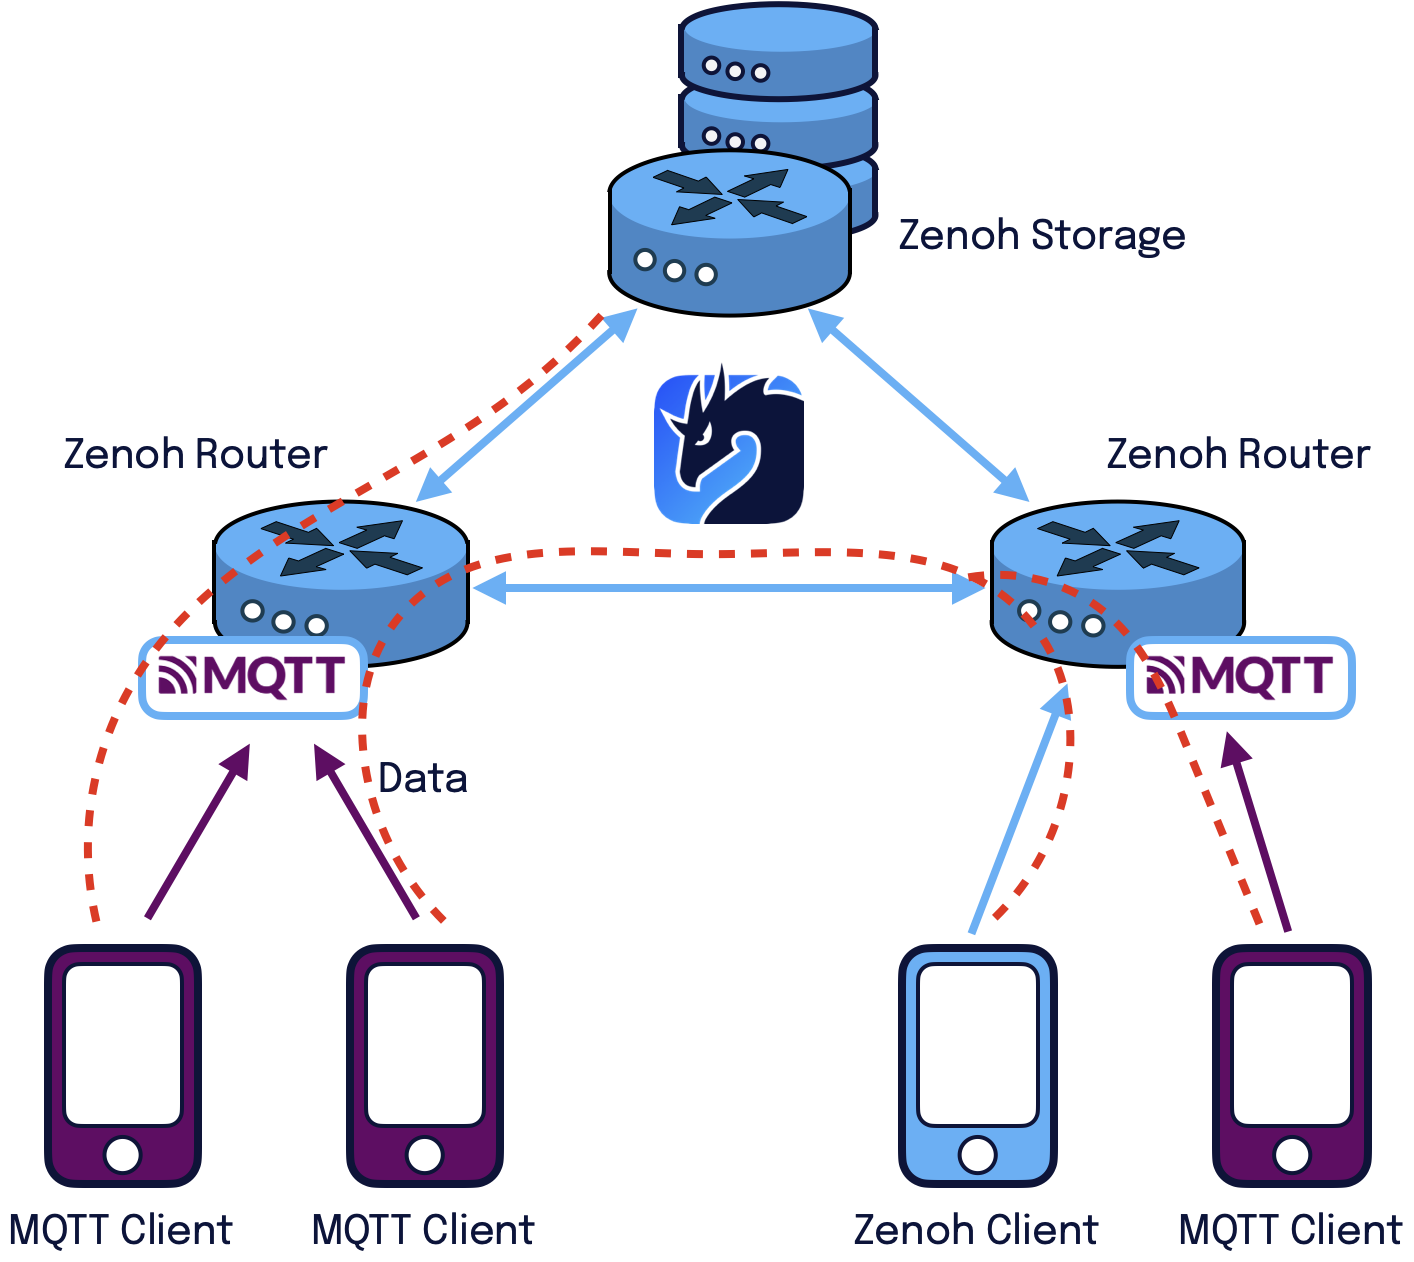 Zenoh Storage
Zenoh Router
Zenoh Router
MQTT
MQTT
Data
MQTT Client
MQTT Client
Zenoh Client
MQTT Client